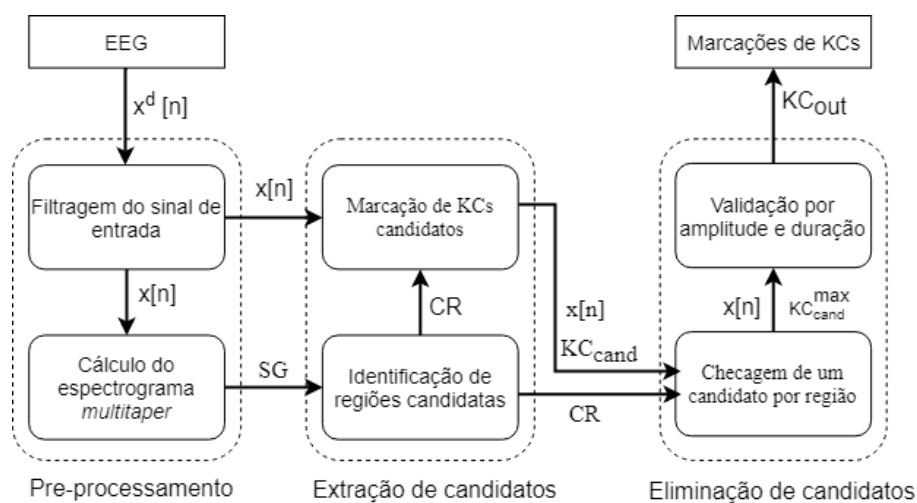 EEG
x^d [n]
Filtragem do sinal de
entrada
x[n]
Cálculo do
espectrograma
multitaper
Pre-processamento
x[n]
SG
Marcação de KCs
candidatos
CR
Identificação de
regiões candidatas
Extração de candidatos
x[n]
KC_cand
CR
Marcações de KCs
KC_out
Validação por
amplitude e duração
x[n] KC_cand^max
Checagem de um
candidato por região
Eliminação de candidatos